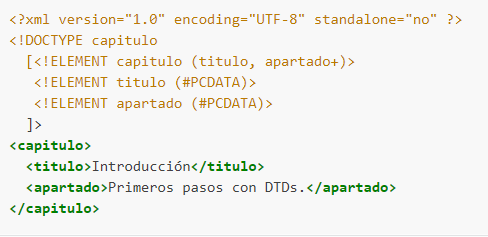 <?xml version="1.0" encoding="UTF-8" standalone="no" ?>
<!DOCTYPE capitulo
[<!ELEMENT capitulo (titulo, apartado+)>
<!ELEMENT titulo (#PCDATA)>
<!ELEMENT apartado (#PCDATA)>
]>
<capitulo>
<titulo>Introducción</titulo>
<apartado>Primeros pasos con DTDs.</apartado>
</capitulo>